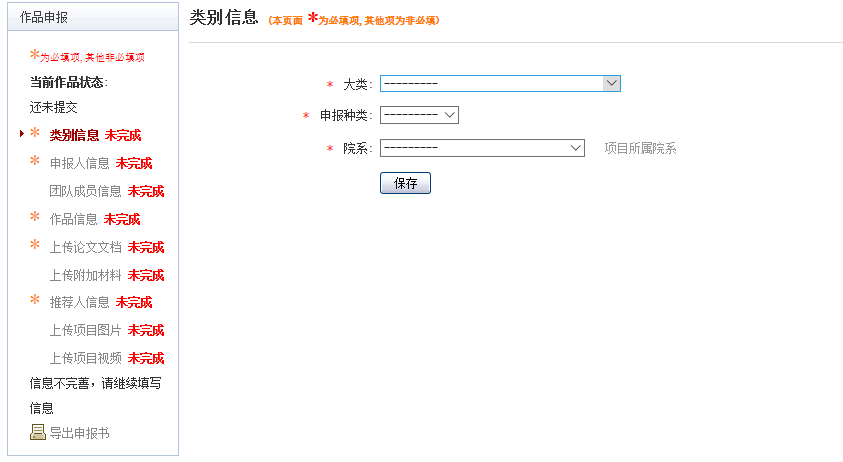 作品申报
*为必填项, 其他非必填项
当前作品状态:
还未提交
* 类别信息 未完成
* 申报人信息 未完成
团队成员信息 未完成
* 作品信息 未完成
* 上传论文文档 未完成
上传附加材料 未完成
* 推荐人信息 未完成
上传项目图片 未完成
上传项目视频 未完成
信息不完善，请继续填写
信息
导出申报书
类别信息 (本页面 *为必填项, 其他项为非必填)
* 大类: ---------
* 申报种类: ---------
* 院系: --------- 项目所属院系
保存